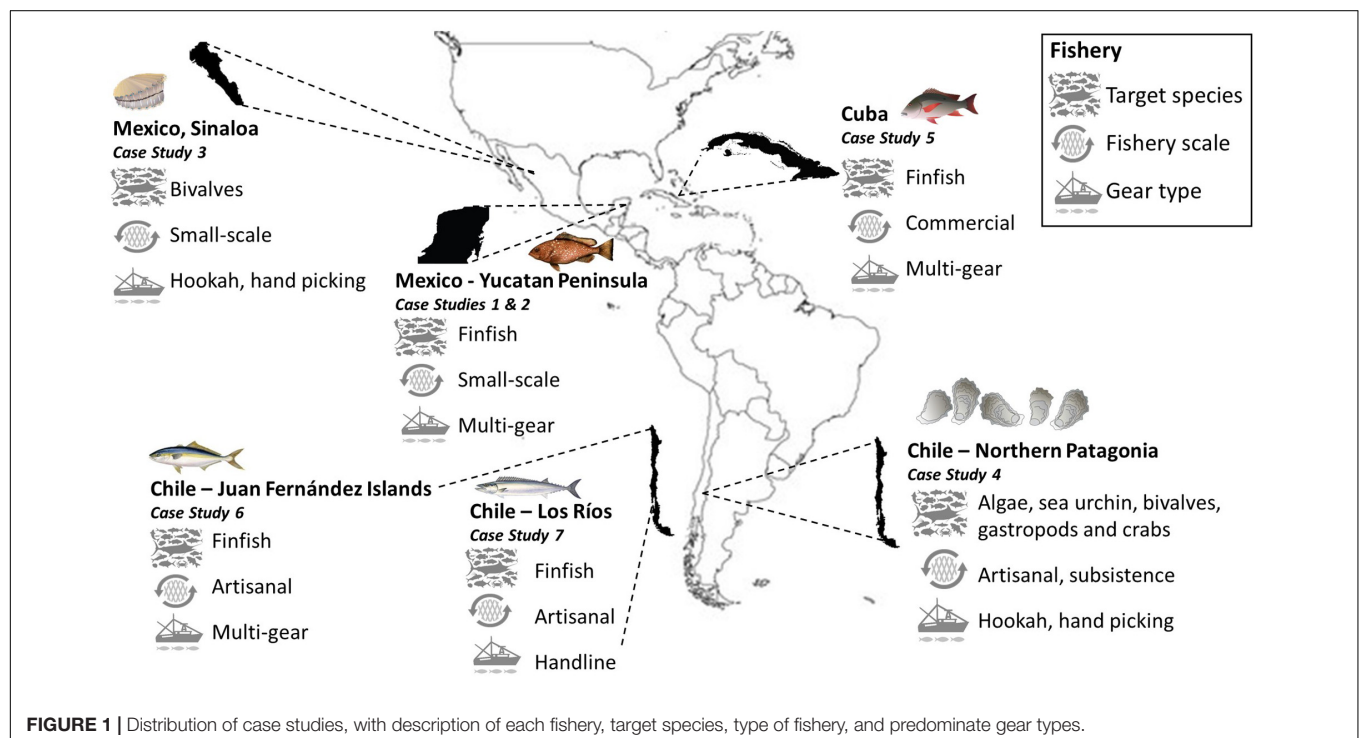 Mexico, Sinaloa
Case Study 3
Bivalves
Small-scale
Hookah, hand picking
Mexico - Yucatan Peninsula
Case Studies 1 & 2
Finfish
Small-scale
Multi-gear
Cuba
Case Study 5
Finfish
Commercial
Multi-gear
Fishery
Target species
Fishery scale
Gear type
Chile – Juan Fernández Islands
Case Study 6
Finfish
Artisanal
Multi-gear
Chile – Los Ríos
Case Study 7
Finfish
Artisanal
Handline
Chile – Northern Patagonia
Case Study 4
Algae, sea urchin, bivalves,
gastropods and crabs
Artisanal, subsistence
Hookah, hand picking
FIGURE 1 | Distribution of case studies, with description of each fishery, target species, type of fishery, and predominate gear types.